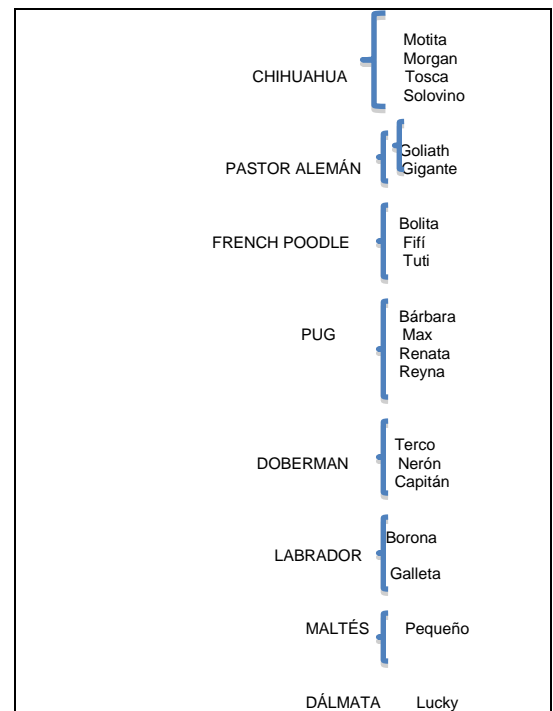 Motita
Morgan
CHIHUAHUA Tosca
Solovino
Goliath
PASTOR ALEMÁN Gigante
Bolita
FRENCH POODLE Fifí
Tuti
Bárbara
PUG Max
Renata
Reyna
Terco
DOBERMAN Nerón
Capitán
Borona
LABRADOR
Galleta
MALTÉS Pequeño
DÁLMATA Lucky